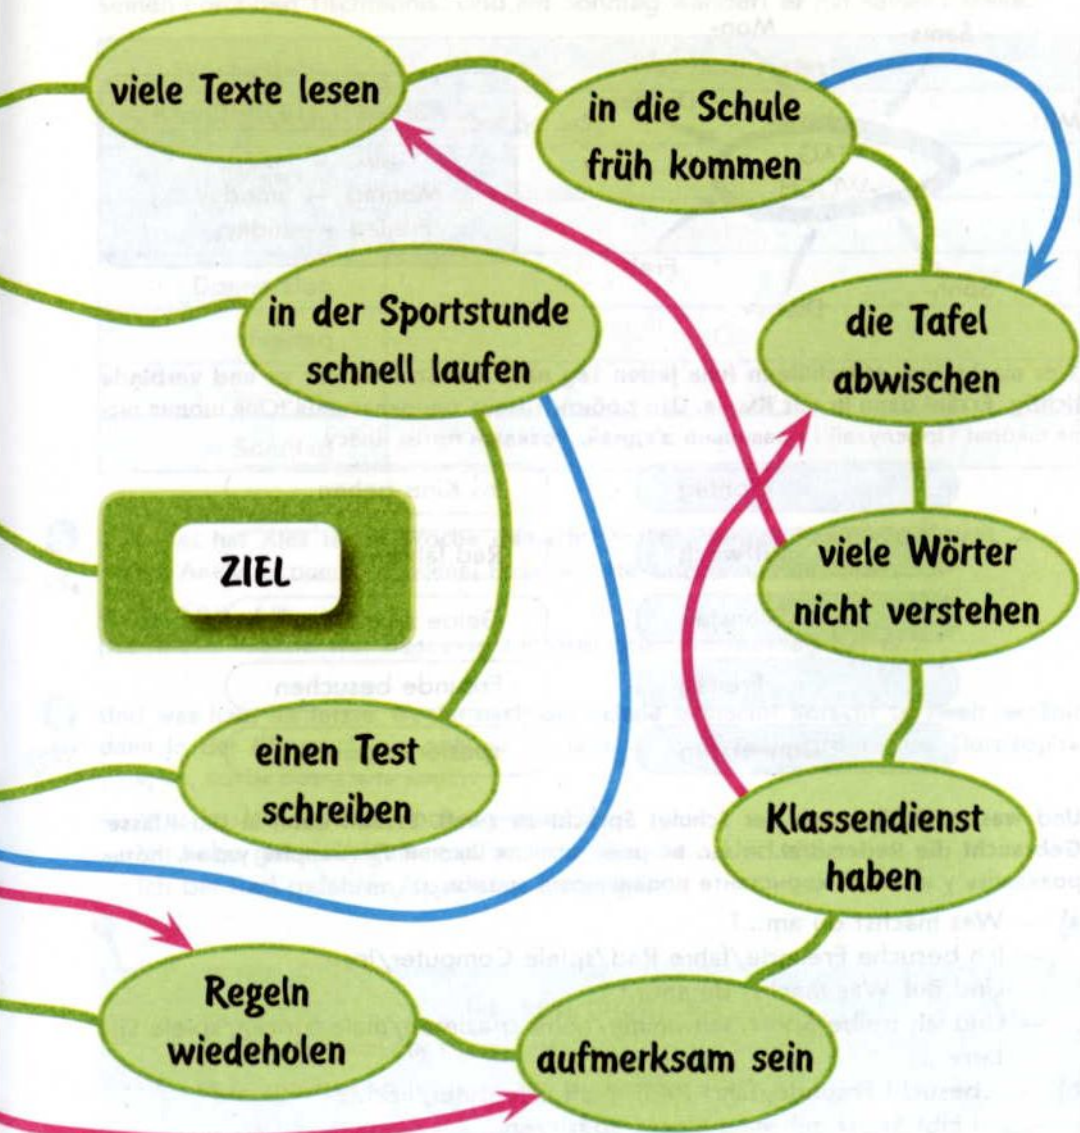 viele Texte lesen
in die Schule
früh kommen
in der Sportstunde
schnell laufen
die Tafel
abwischen
ZIEL
viele Wörter
nicht verstehen
einen Test
schreiben
Klassendienst
haben
Regeln
wiedeholen
aufmerksam sein